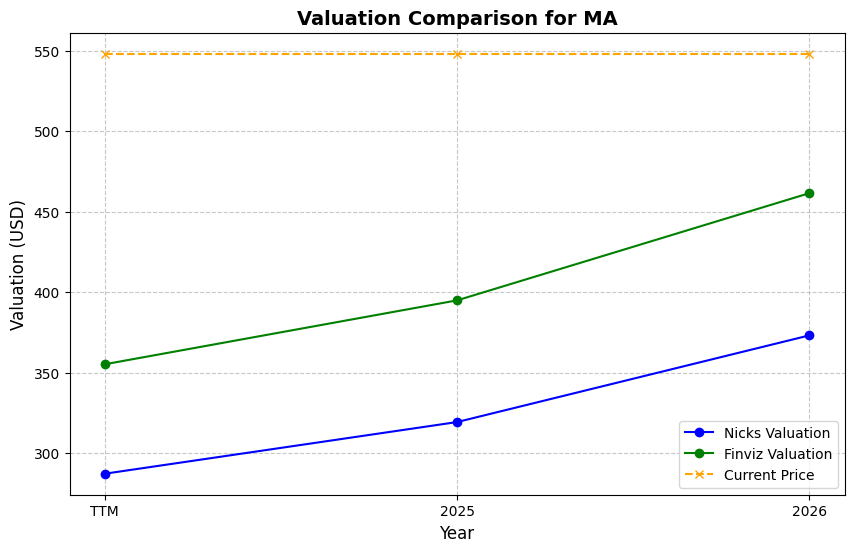 Valuation Comparison for MA
550
500
450
400
350
300
Valuation (USD)
TTM
2025
2026
Year
Nicks Valuation
Finviz Valuation
Current Price